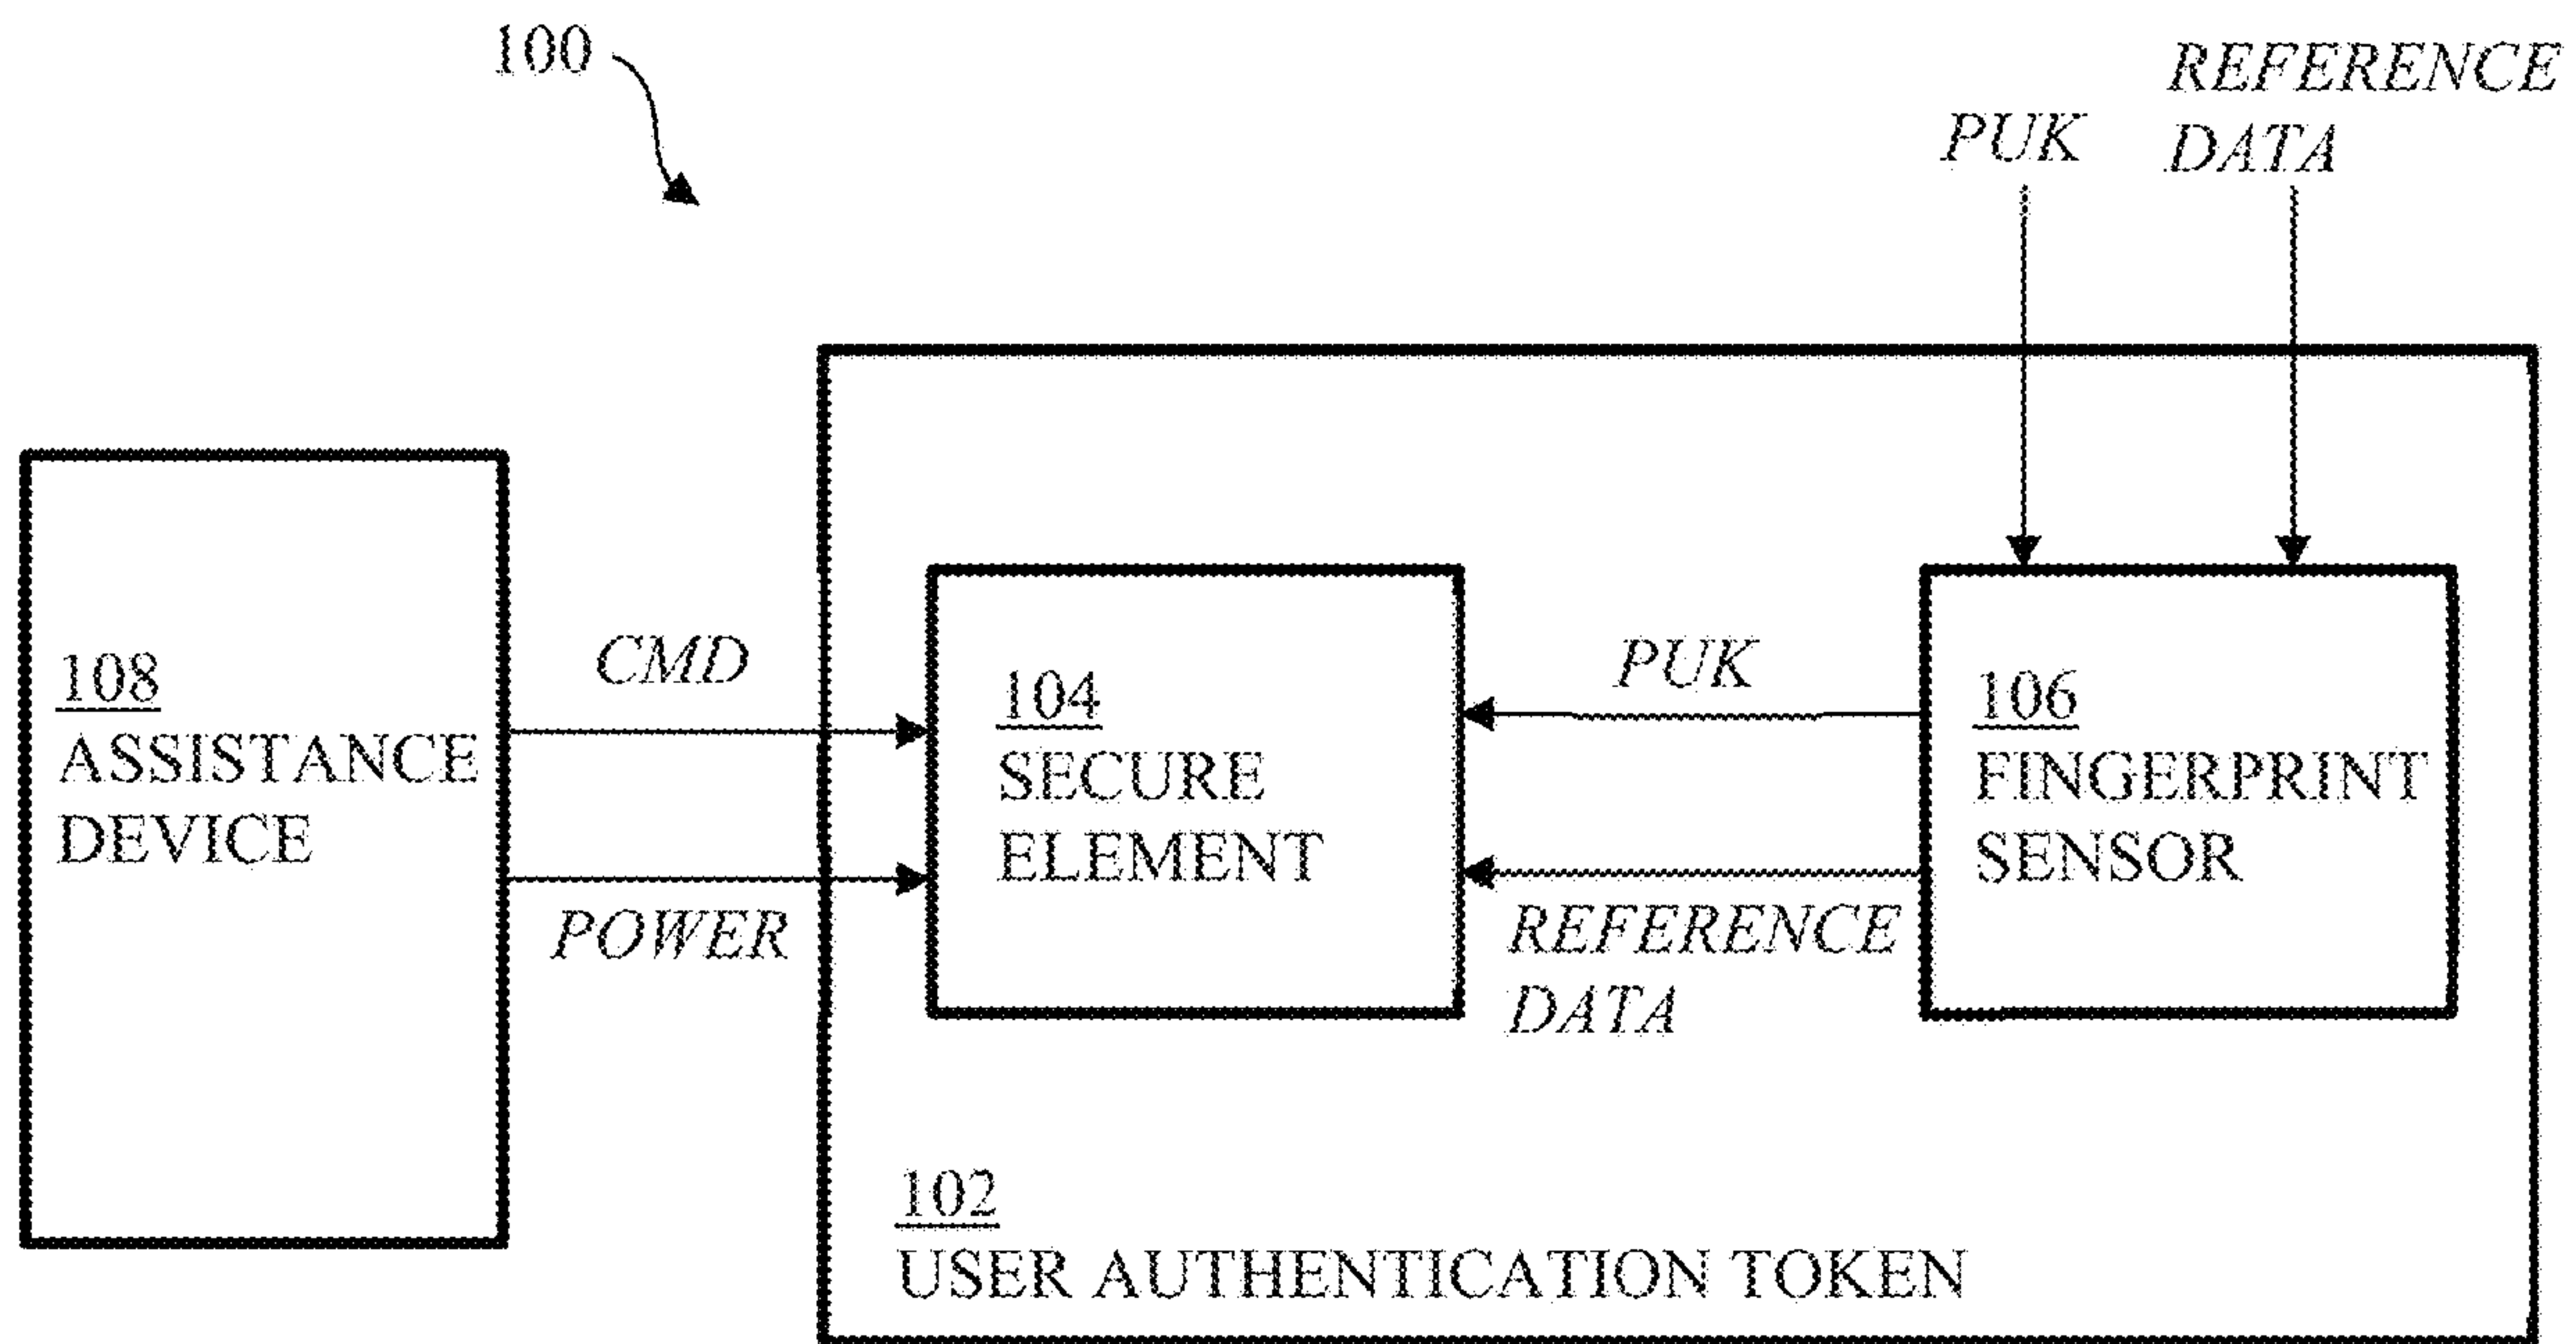 100
REFERENCE
DATA
PUK
108
ASSISTANCE
DEVICE
CMD
POWER
104
SECURE
ELEMENT
PUK
REFERENCE
DATA
106
FINGERPRINT
SENSOR
102
USER AUTHENTICATION TOKEN